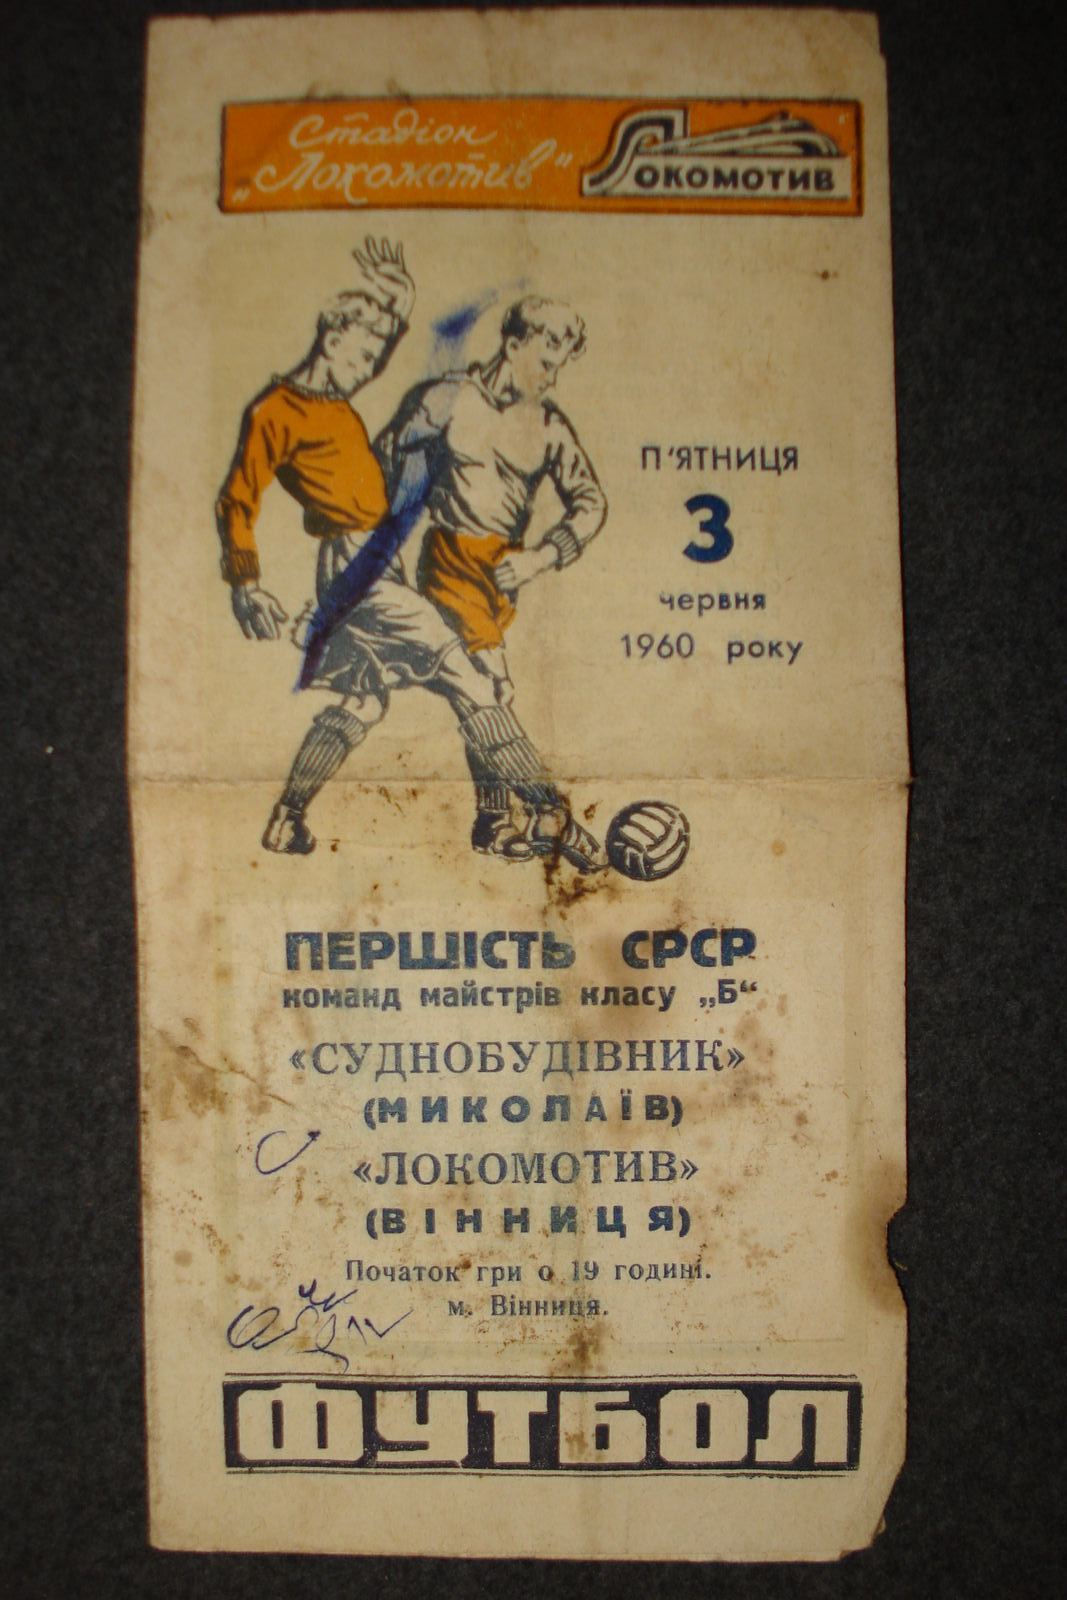 Стадіон
„Локомотив"
ЛОКОМОТИВ
П'ЯТНИЦЯ
3
червня
1960 року
ПЕРШІСТЬ СРСР
команд майстрів класу „Б“
«СУДНОБУДІВНИК»
(МИКОЛАЇВ)
«ЛОКОМОТИВ»
(ВІННИЦЯ)
Початок гри о 19 годині.
м. Вінниця.
ФУТБОЛ